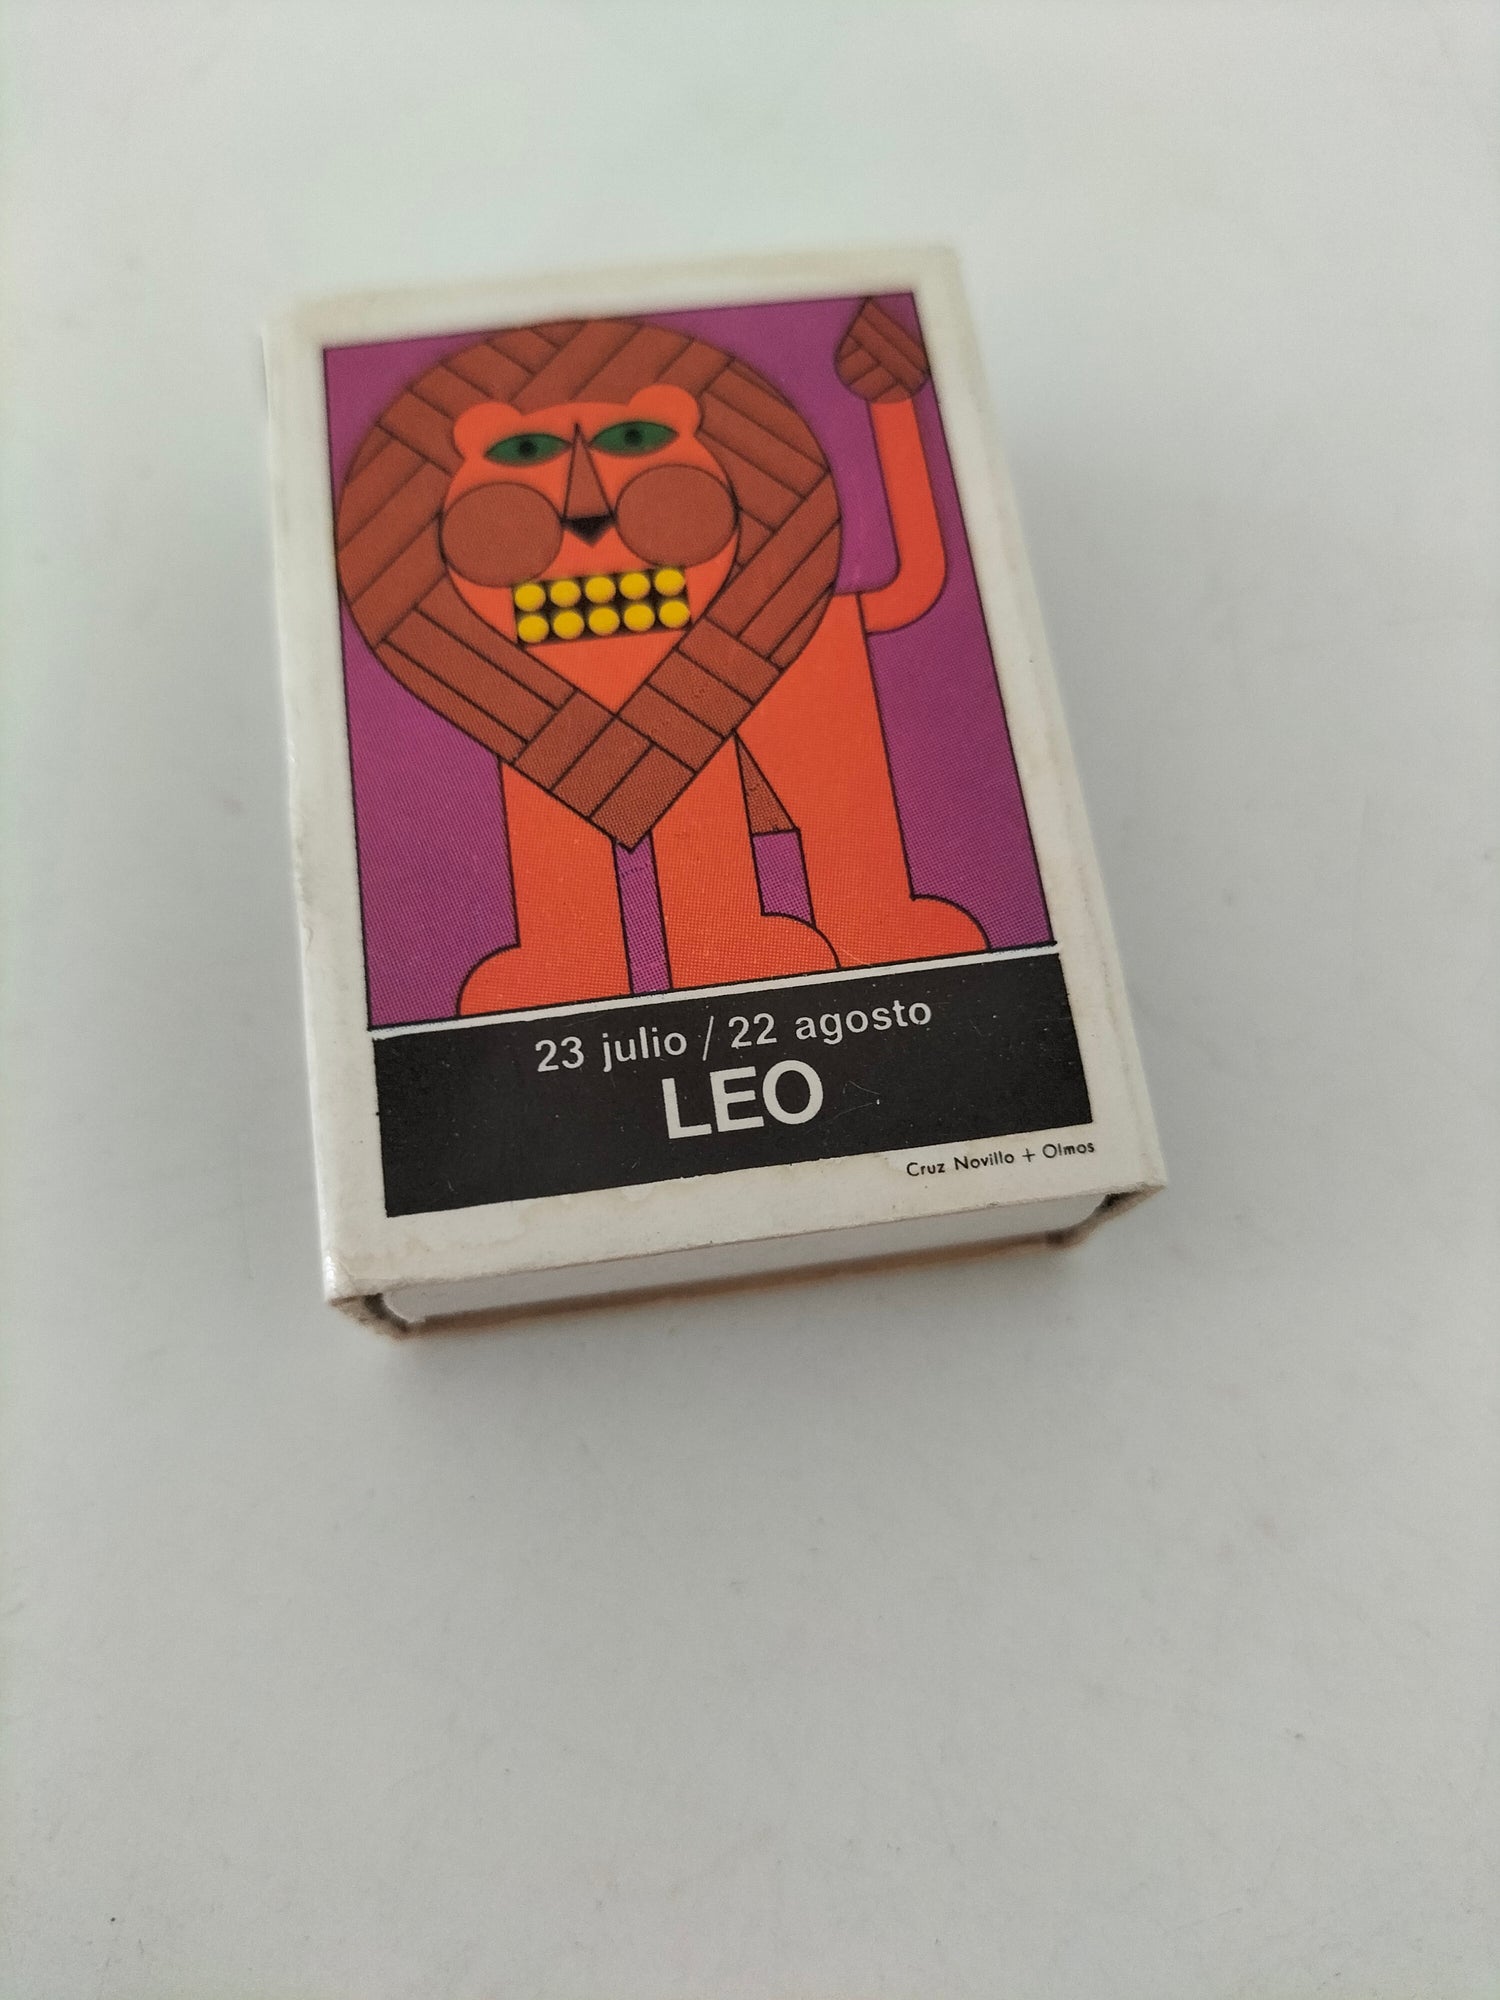 23 julio / 22 agosto
LEO
Cruz Novillo + Olmos